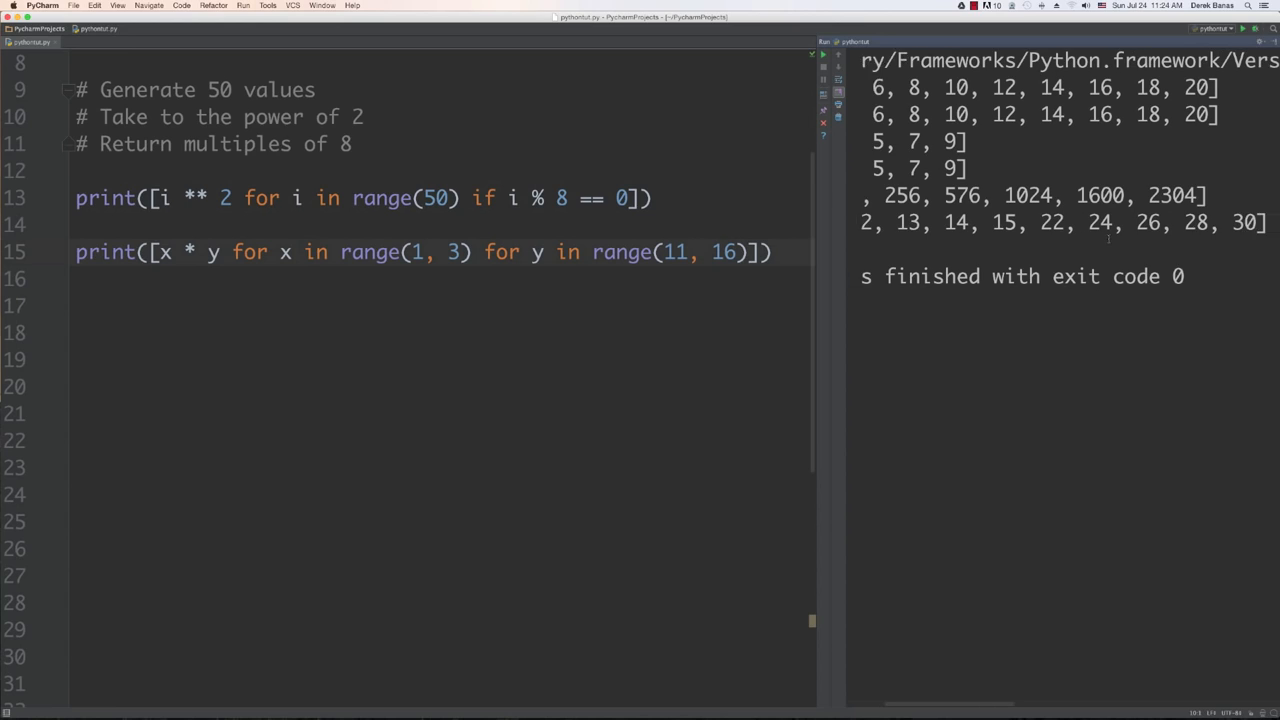 PyCharm File Edit View Navigate Code Refactor Run Tools VCS Window Help 10 Sun Jul 24 11:24 AM Derek Banas
pythontut.py - PycharmProjects - [~/PycharmProjects]
PycharmProjects pythontut.py pythontut
pythontut.py
Run pythontut
8
9 # Generate 50 values
10 # Take to the power of 2
11 # Return multiples of 8
12
13 print([i ** 2 for i in range(50) if i % 8 == 0])
14
15 print([x * y for x in range(1, 3) for y in range(11, 16)])
16
17
18
19
20
21
22
23
24
25
26
27
28
29
30
31
ry/Frameworks/Python.framework/Vers
6, 8, 10, 12, 14, 16, 18, 20]
6, 8, 10, 12, 14, 16, 18, 20]
5, 7, 9]
5, 7, 9]
, 256, 576, 1024, 1600, 2304]
2, 13, 14, 15, 22, 24, 26, 28, 30]
s finished with exit code 0
LF÷ UTF-8÷